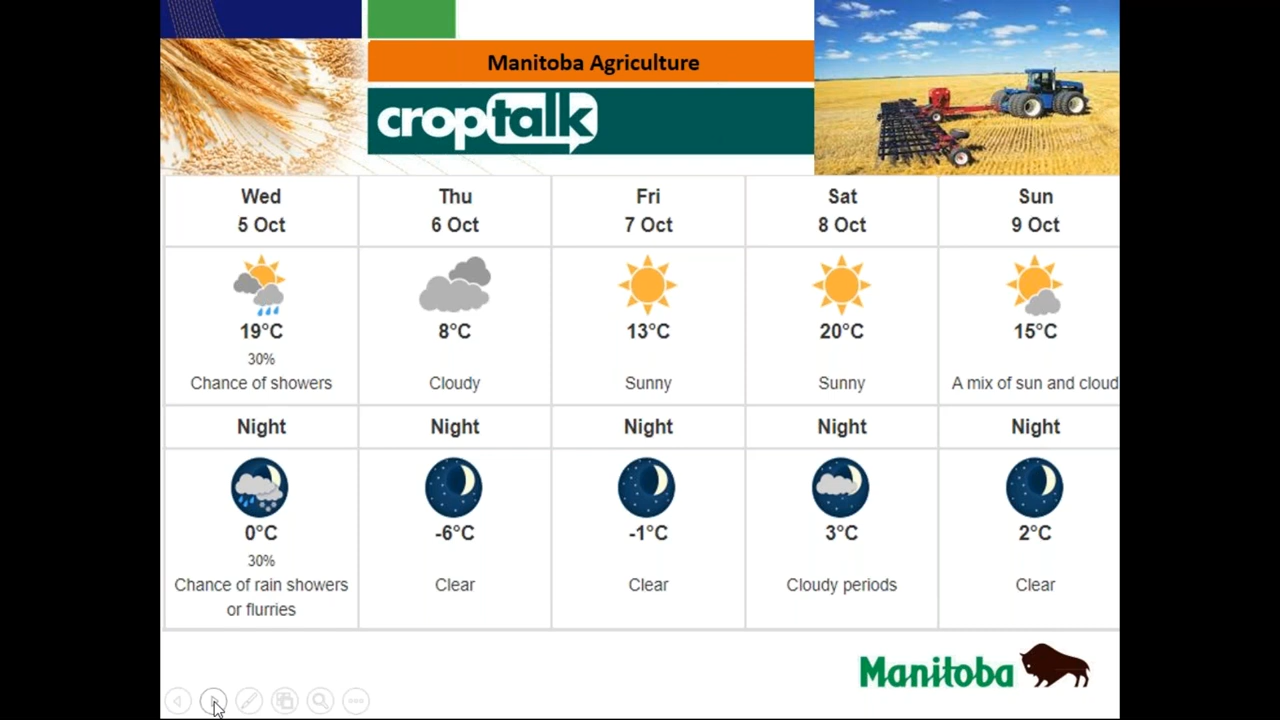 Manitoba Agriculture
croptalk
Wed Thu Fri Sat Sun
5 Oct 6 Oct 7 Oct 8 Oct 9 Oct
19°C 8°C 13°C 20°C 15°C
30%
Chance of showers Cloudy Sunny Sunny A mix of sun and cloud
Night Night Night Night Night
0°C -6°C -1°C 3°C 2°C
30%
Chance of rain showers Clear Clear Cloudy periods Clear
or flurries
Manitoba